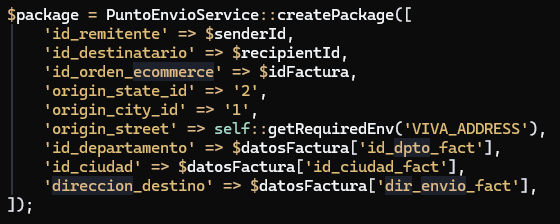 $package = PuntoEnvioService::createPackage([
    'id_remitente' => $senderId,
    'id_destinatario' => $recipientId,
    'id_orden_ecommerce' => $idFactura,
    'origin_state_id' => '2',
    'origin_city_id' => '1',
    'origin_street' => self::getRequiredEnv('VIVA_ADDRESS'),
    'id_departamento' => $datosFactura['id_dpto_fact'],
    'id_ciudad' => $datosFactura['id_ciudad_fact'],
    'direccion_destino' => $datosFactura['dir_envio_fact'],
]);